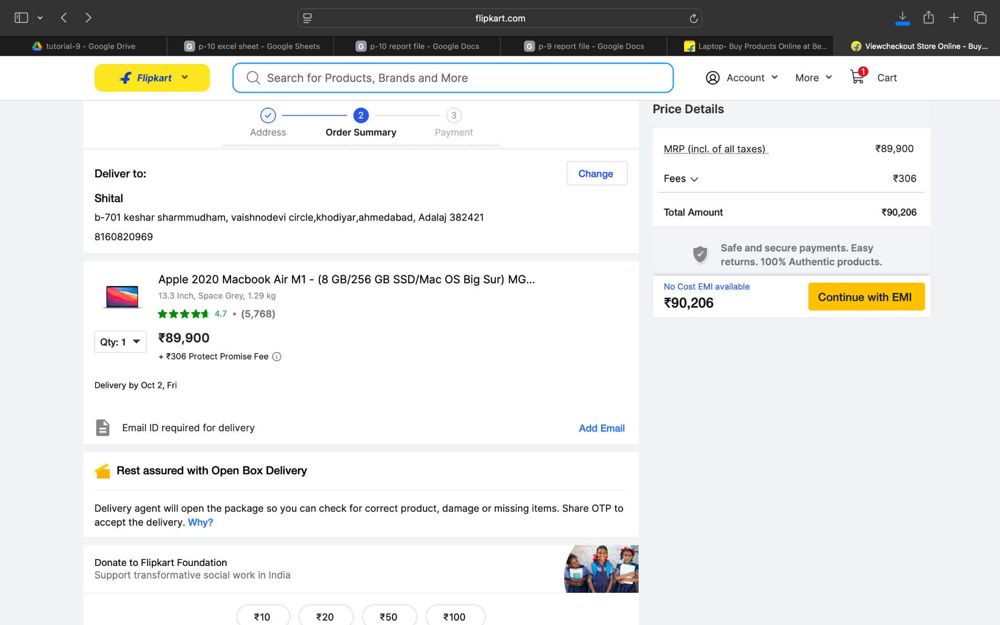 flipkart.com
tutorial-9 - Google Drive
G p-10 excel sheet - Google Sheets
G p-10 report file - Google Docs
G p-9 report file - Google Docs
Laptop- Buy Products Online at Be...
Viewcheckout Store Online - Buy...
Flipkart
Search for Products, Brands and More
Account
More
1
Cart
Address
2
Order Summary
3
Payment
Deliver to:
Change
Shital
b-701 keshar sharmmudham, vaishnodevi circle,khodiyar,ahmedabad, Adalaj 382421
8160820969
Apple 2020 Macbook Air M1 - (8 GB/256 GB SSD/Mac OS Big Sur) MG...
13.3 Inch, Space Grey, 1.29 kg
4.7 • (5,768)
Qty: 1
₹89,900
+ ₹306 Protect Promise Fee
Delivery by Oct 2, Fri
Email ID required for delivery
Add Email
Rest assured with Open Box Delivery
Delivery agent will open the package so you can check for correct product, damage or missing items. Share OTP to
accept the delivery. Why?
Donate to Flipkart Foundation
Support transformative social work in India
₹10
₹20
₹50
₹100
Price Details
MRP (incl. of all taxes)
₹89,900
Fees
₹306
Total Amount
₹90,206
Safe and secure payments. Easy
returns. 100% Authentic products.
No Cost EMI available
₹90,206
Continue with EMI